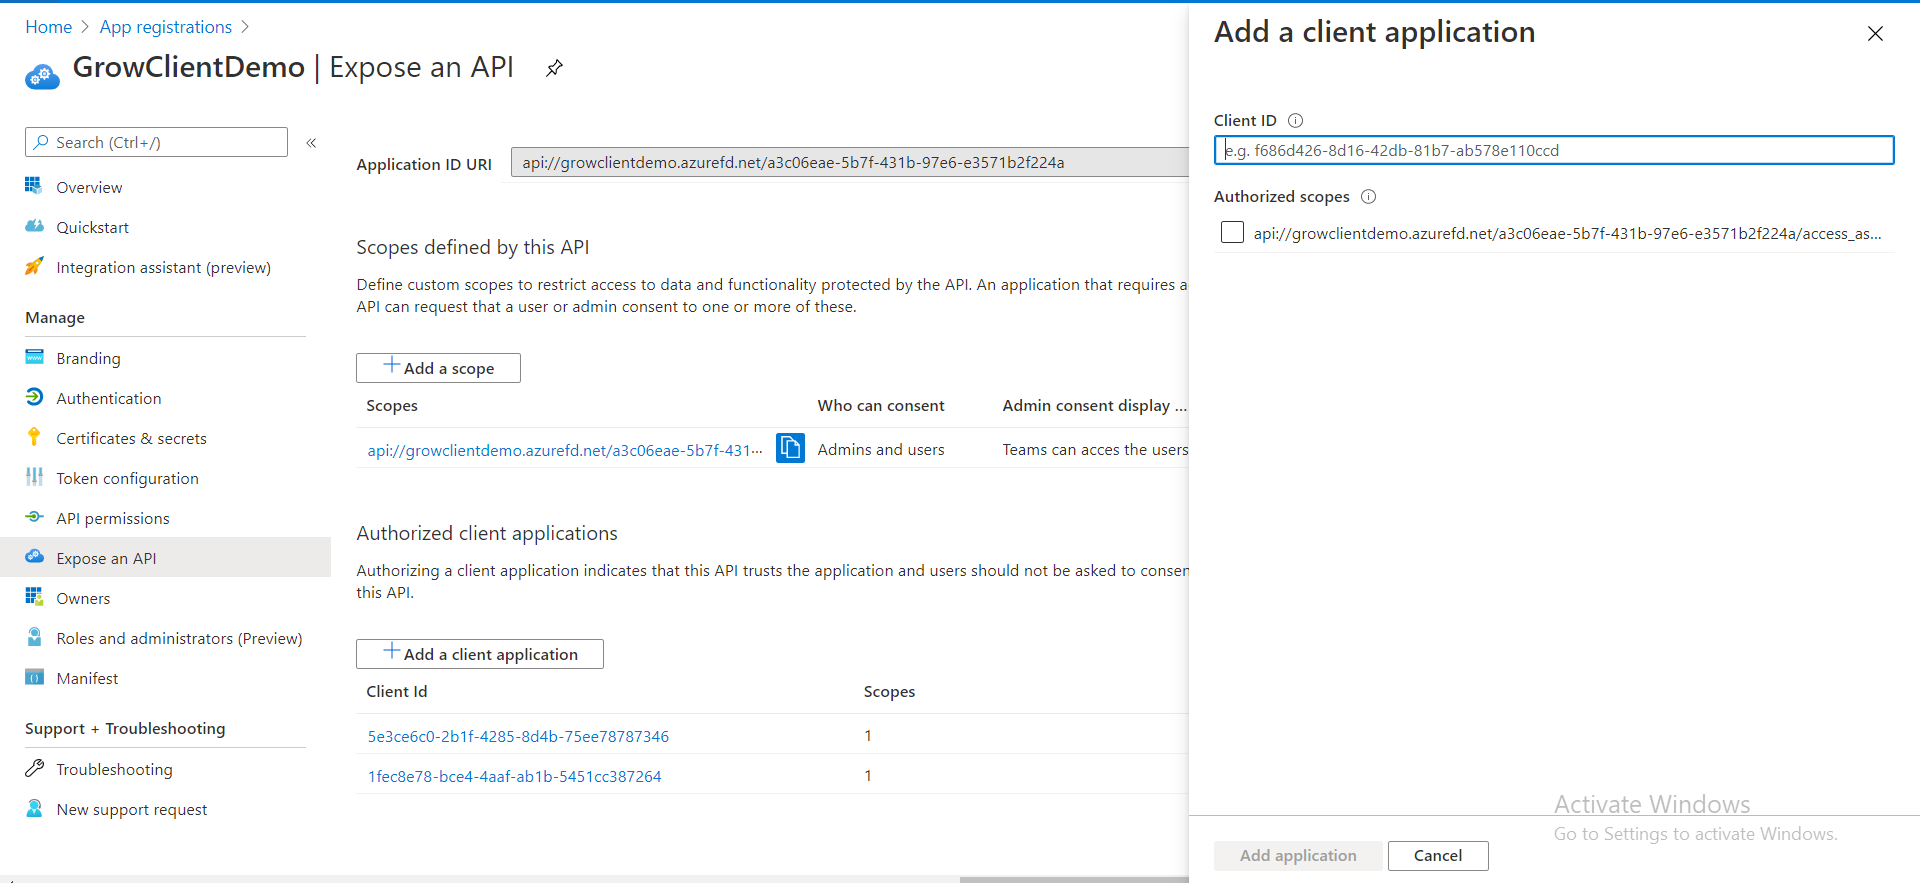 Home > App registrations >
GrowClientDemo | Expose an API
Search (Ctrl+/)
«
Overview
Quickstart
Integration assistant (preview)
Manage
Branding
Authentication
Certificates & secrets
Token configuration
API permissions
Expose an API
Owners
Roles and administrators (Preview)
Manifest
Support + Troubleshooting
Troubleshooting
New support request
Application ID URI
api://growclientdemo.azurefd.net/a3c06eae-5b7f-431b-97e6-e3571b2f224a
Scopes defined by this API
Define custom scopes to restrict access to data and functionality protected by the API. An application that requires a
API can request that a user or admin consent to one or more of these.
+ Add a scope
Scopes Who can consent Admin consent display ...
api://growclientdemo.azurefd.net/a3c06eae-5b7f-431··· Admins and users Teams can acces the users
Authorized client applications
Authorizing a client application indicates that this API trusts the application and users should not be asked to consen
this API.
+ Add a client application
Client Id Scopes
5e3ce6c0-2b1f-4285-8d4b-75ee78787346 1
1fec8e78-bce4-4aaf-ab1b-5451cc387264 1
Add a client application
Client ID
e.g. f686d426-8d16-42db-81b7-ab578e110ccd
Authorized scopes
api://growclientdemo.azurefd.net/a3c06eae-5b7f-431b-97e6-e3571b2f224a/access_as...
Activate Windows
Go to Settings to activate Windows.
Add application Cancel